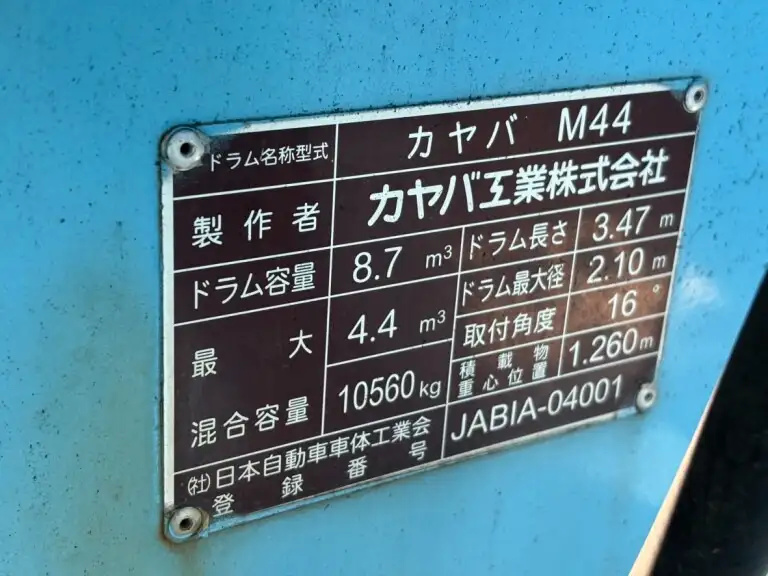 ドラム名称型式 カヤバ M44
製作者 カヤバ工業株式会社
ドラム容量 8.7 m³ ドラム長さ 3.47 m
ドラム最大径 2.10 m
最大混合容量 4.4 m³ 取付角度 16°
10560 kg 積載物重心位置 1.260 m
(社)日本自動車車体工業会
登録番号 JABIA-04001